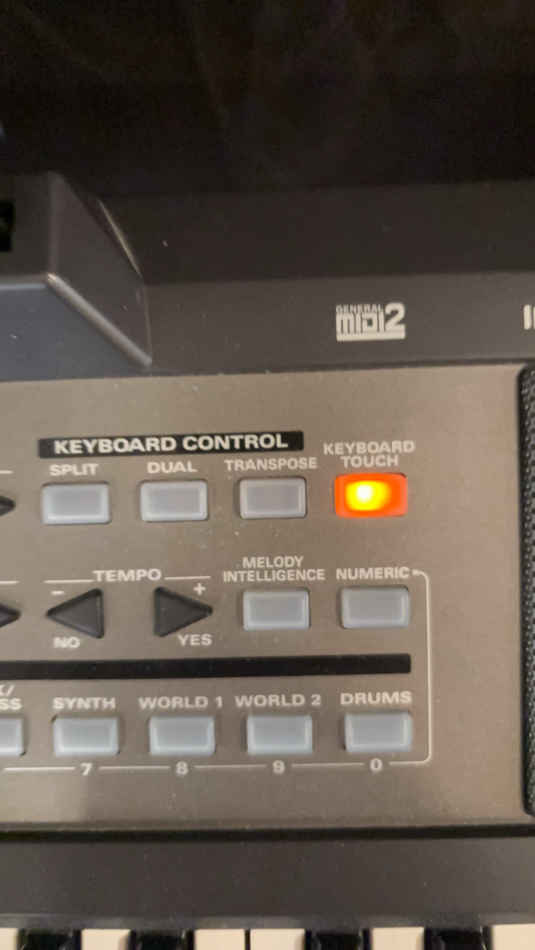 GENERAL
MIDI2
KEYBOARD CONTROL
KEYBOARD
TOUCH
SPLIT
DUAL
TRANSPOSE
TEMPO
-
+
NO
YES
MELODY
INTELLIGENCE
NUMERIC
SYNTH
WORLD 1
WORLD 2
DRUMS
7
8
9
0